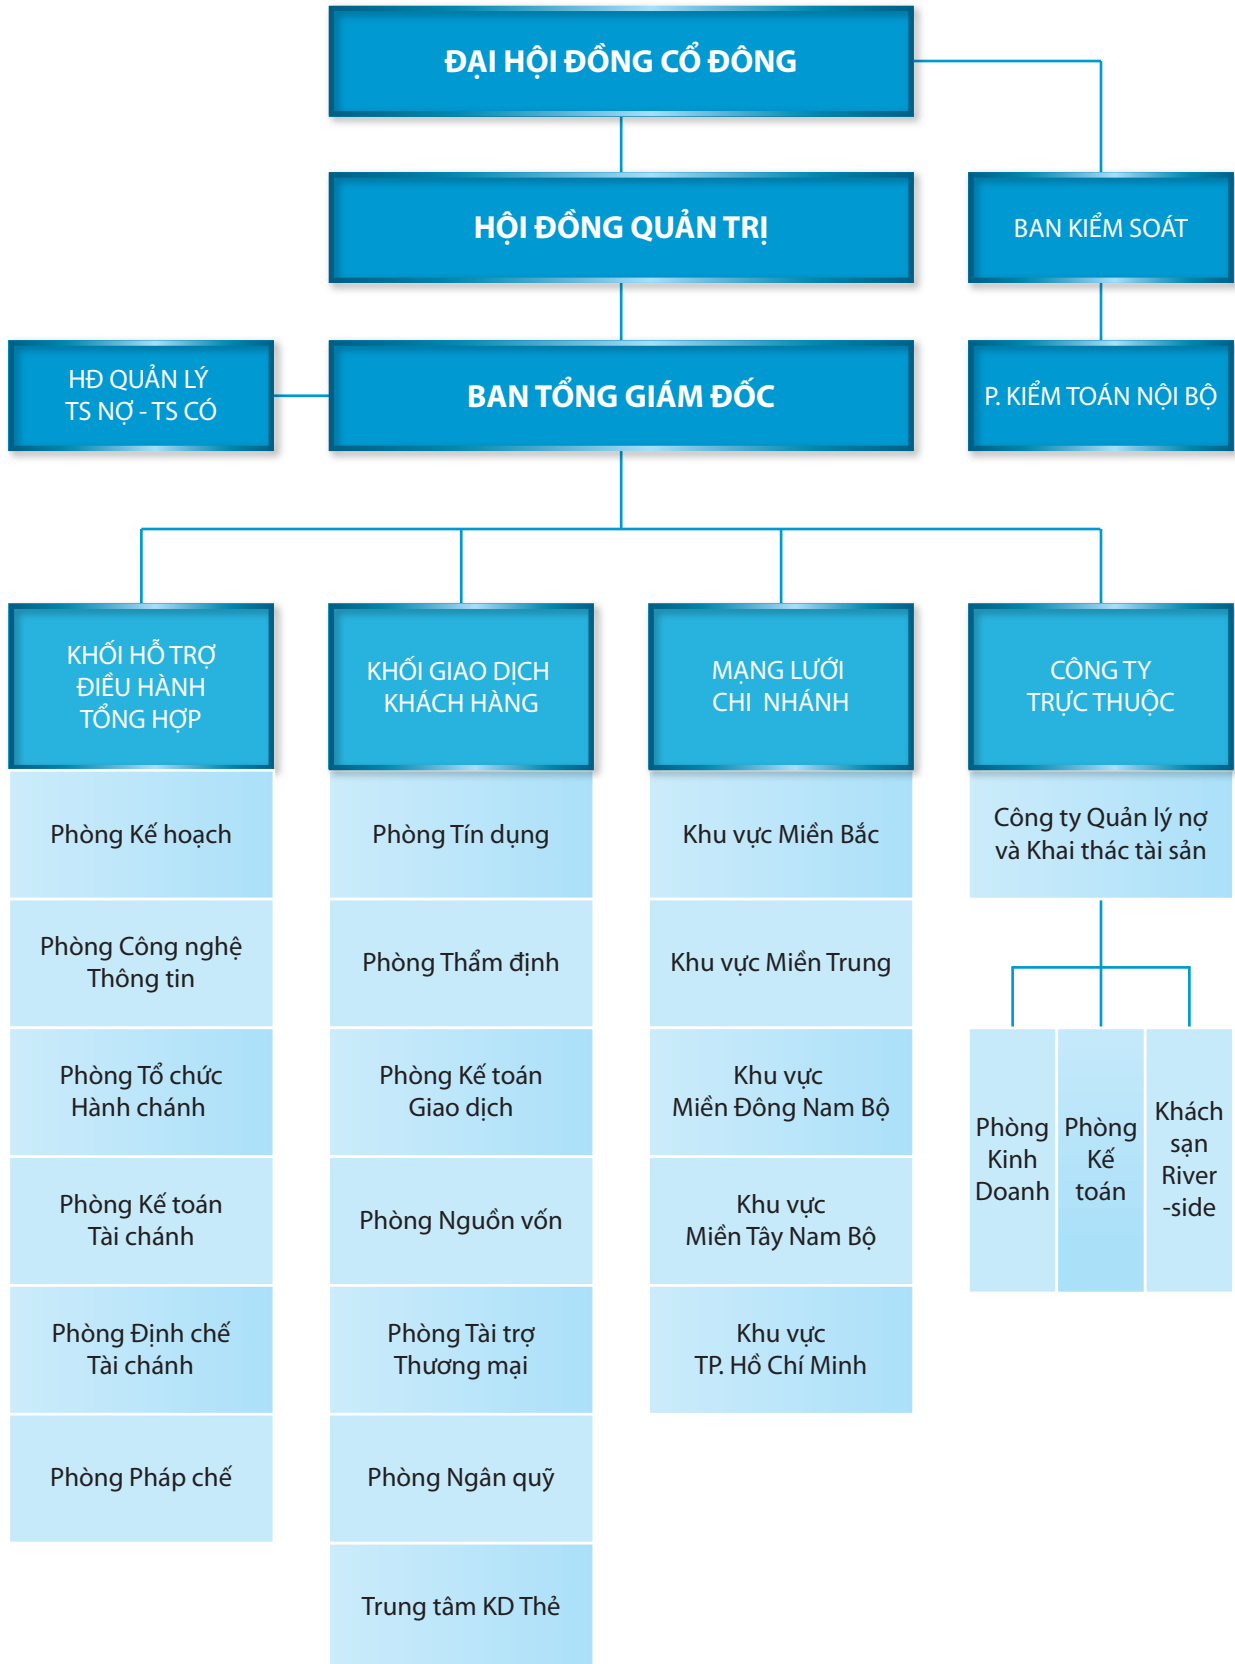 ĐẠI HỘI ĐỒNG CỔ ĐÔNG
HỘI ĐỒNG QUẢN TRỊ
BAN KIỂM SOÁT
HĐ QUẢN LÝ
TS NỢ - TS CÓ
BAN TỔNG GIÁM ĐỐC
P. KIỂM TOÁN NỘI BỘ
KHỐI HỖ TRỢ
ĐIỀU HÀNH
TỔNG HỢP
Phòng Kế hoạch
Phòng Công nghệ
Thông tin
Phòng Tổ chức
Hành chánh
Phòng Kế toán
Tài chánh
Phòng Định chế
Tài chánh
Phòng Pháp chế
KHỐI GIAO DỊCH
KHÁCH HÀNG
Phòng Tín dụng
Phòng Thẩm định
Phòng Kế toán
Giao dịch
Phòng Nguồn vốn
Phòng Tài trợ
Thương mại
Phòng Ngân quỹ
Trung tâm KD Thẻ
MẠNG LƯỚI
CHI NHÁNH
Khu vực Miền Bắc
Khu vực Miền Trung
Khu vực
Miền Đông Nam Bộ
Khu vực
Miền Tây Nam Bộ
Khu vực
TP. Hồ Chí Minh
CÔNG TY
TRỰC THUỘC
Công ty Quản lý nợ
và Khai thác tài sản
Phòng
Kinh
Doanh
Phòng
Kế
toán
Khách
sạn
River
-side